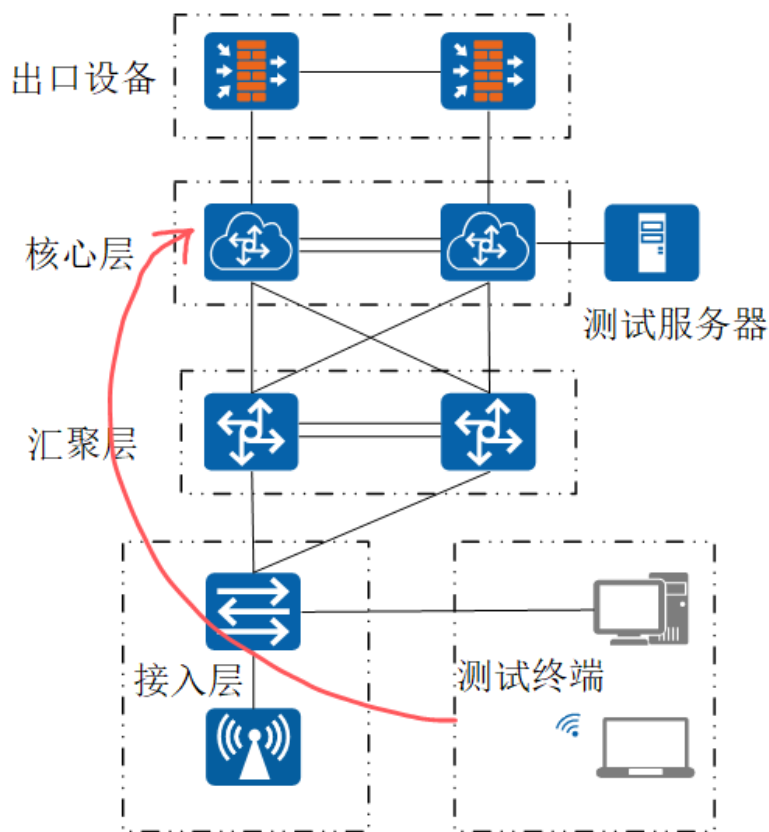 出口设备
核心层
测试服务器
汇聚层
接入层
测试终端